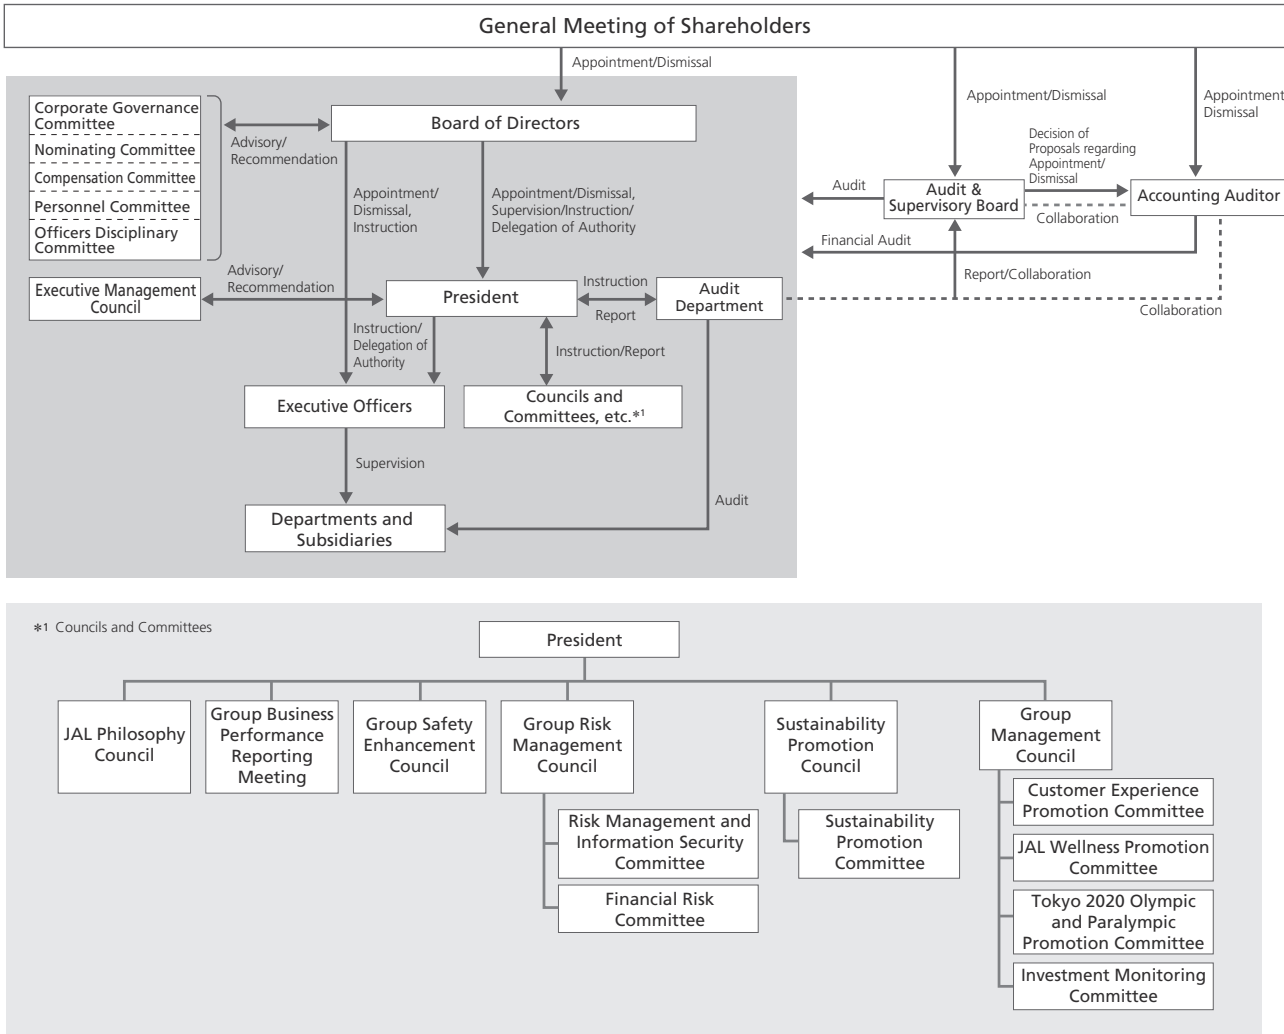 General Meeting of Shareholders
Appointment/Dismissal
Appointment/Dismissal
Appointment
Dismissal
Corporate Governance
Committee
Nominating Committee
Compensation Committee
Personnel Committee
Officers Disciplinary
Committee
Advisory/
Recommendation
Board of Directors
Appointment/
Dismissal,
Instruction
Appointment/Dismissal,
Supervision/Instruction/
Delegation of Authority
Decision of
Proposals regarding
Appointment/
Dismissal
Audit
Audit &
Supervisory Board
Collaboration
Accounting Auditor
Financial Audit
Report/Collaboration
Collaboration
Executive Management
Council
Advisory/
Recommendation
President
Instruction
Report
Audit
Department
Instruction/
Delegation of
Authority
Instruction/Report
Executive Officers
Councils and
Committees, etc.*1
Supervision
Audit
Departments and
Subsidiaries
*1 Councils and Committees
President
JAL Philosophy
Council
Group Business
Performance
Reporting
Meeting
Group Safety
Enhancement
Council
Group Risk
Management
Council
Risk Management and
Information Security
Committee
Financial Risk
Committee
Sustainability
Promotion
Council
Sustainability
Promotion
Committee
Group
Management
Council
Customer Experience
Promotion Committee
JAL Wellness Promotion
Committee
Tokyo 2020 Olympic
and Paralympic
Promotion Committee
Investment Monitoring
Committee